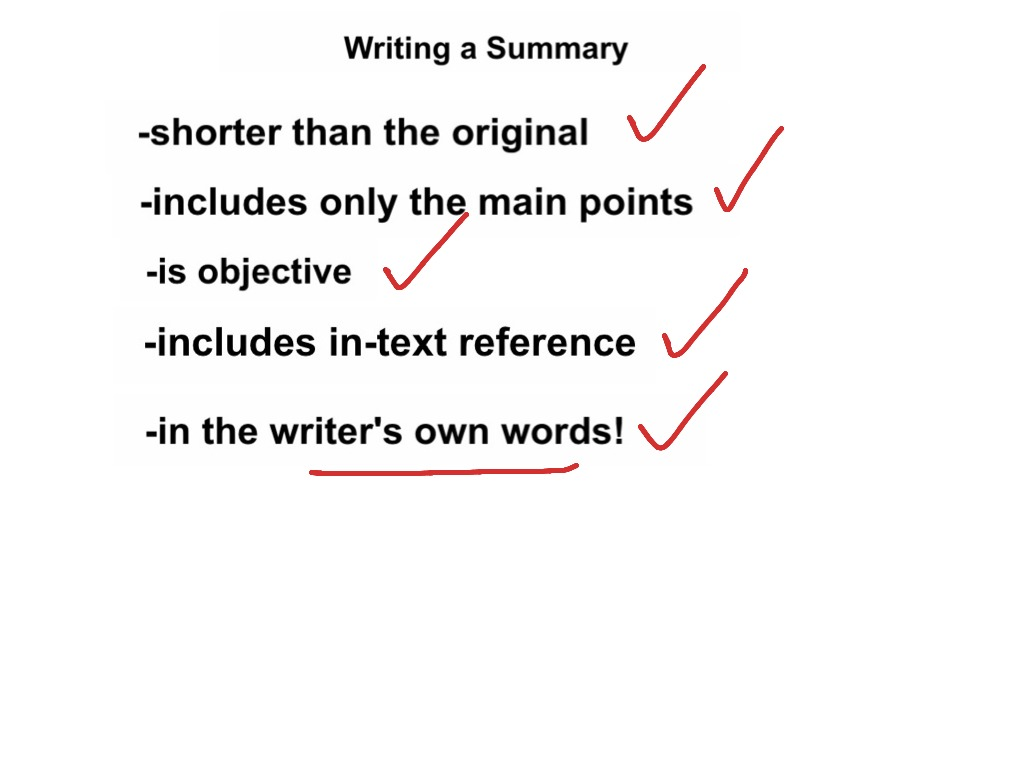 Writing a Summary
-shorter than the original
-includes only the main points
-is objective
-includes in-text reference
-in the writer's own words!